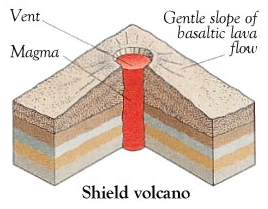 Vent
Magma
Gentle slope of
basaltic lava
flow
Shield volcano